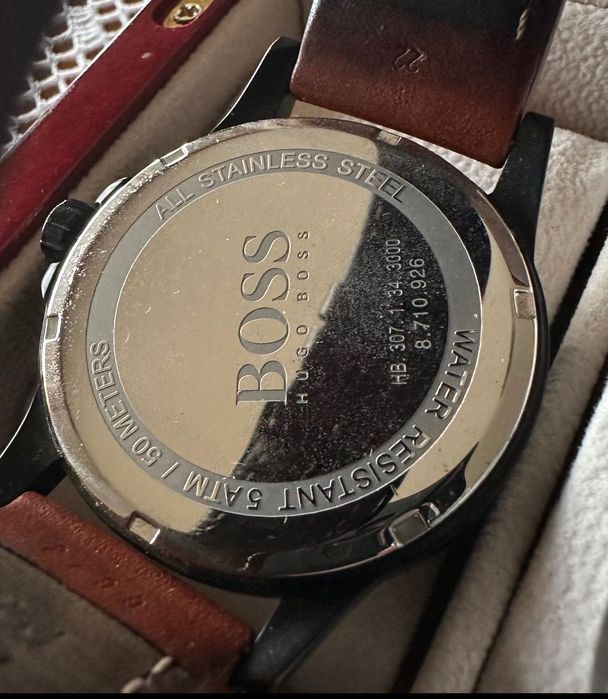 ALL STAINLESS STEEL
BOSS
HUGO BOSS
HB. 307. 1. 34. 3000
8.710.926
WATER RESISTANT 5ATM / 50 METERS
22